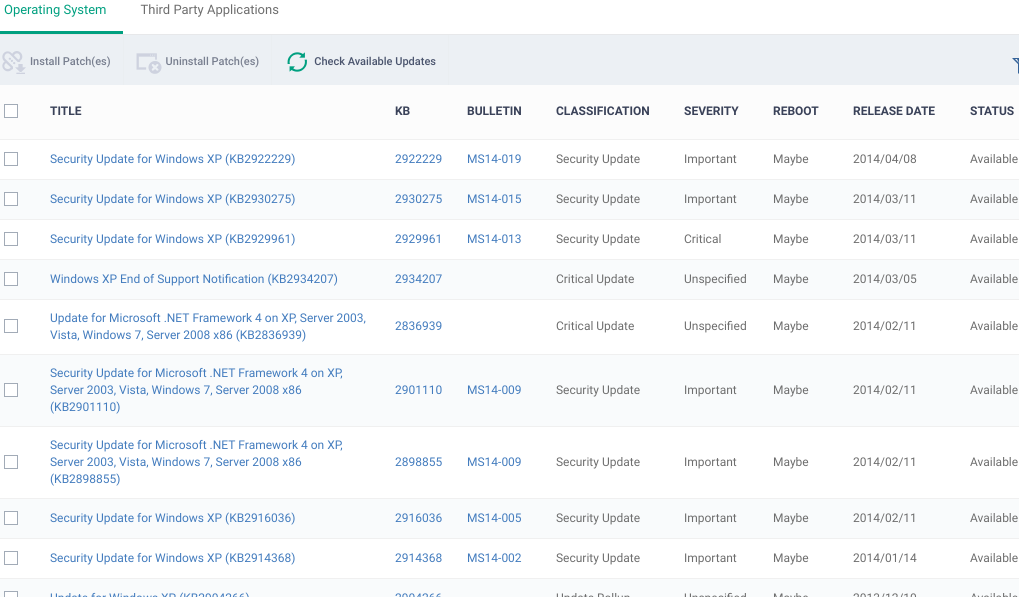 Operating System Third Party Applications
Install Patch(es) Uninstall Patch(es) Check Available Updates
TITLE KB BULLETIN CLASSIFICATION SEVERITY REBOOT RELEASE DATE STATUS
Security Update for Windows XP (KB2922229) 2922229 MS14-019 Security Update Important Maybe 2014/04/08 Available
Security Update for Windows XP (KB2930275) 2930275 MS14-015 Security Update Important Maybe 2014/03/11 Available
Security Update for Windows XP (KB2929961) 2929961 MS14-013 Security Update Critical Maybe 2014/03/11 Available
Windows XP End of Support Notification (KB2934207) 2934207 Critical Update Unspecified Maybe 2014/03/05 Available
Update for Microsoft .NET Framework 4 on XP, Server 2003,
Vista, Windows 7, Server 2008 x86 (KB2836939) 2836939 Critical Update Unspecified Maybe 2014/02/11 Available
Security Update for Microsoft .NET Framework 4 on XP,
Server 2003, Vista, Windows 7, Server 2008 x86 2901110 MS14-009 Security Update Important Maybe 2014/02/11 Available
(KB2901110)
Security Update for Microsoft .NET Framework 4 on XP,
Server 2003, Vista, Windows 7, Server 2008 x86 2898855 MS14-009 Security Update Important Maybe 2014/02/11 Available
(KB2898855)
Security Update for Windows XP (KB2916036) 2916036 MS14-005 Security Update Important Maybe 2014/02/11 Available
Security Update for Windows XP (KB2914368) 2914368 MS14-002 Security Update Important Maybe 2014/01/14 Available
Update for Windows XP Update Rollup Unspecified Maybe Available